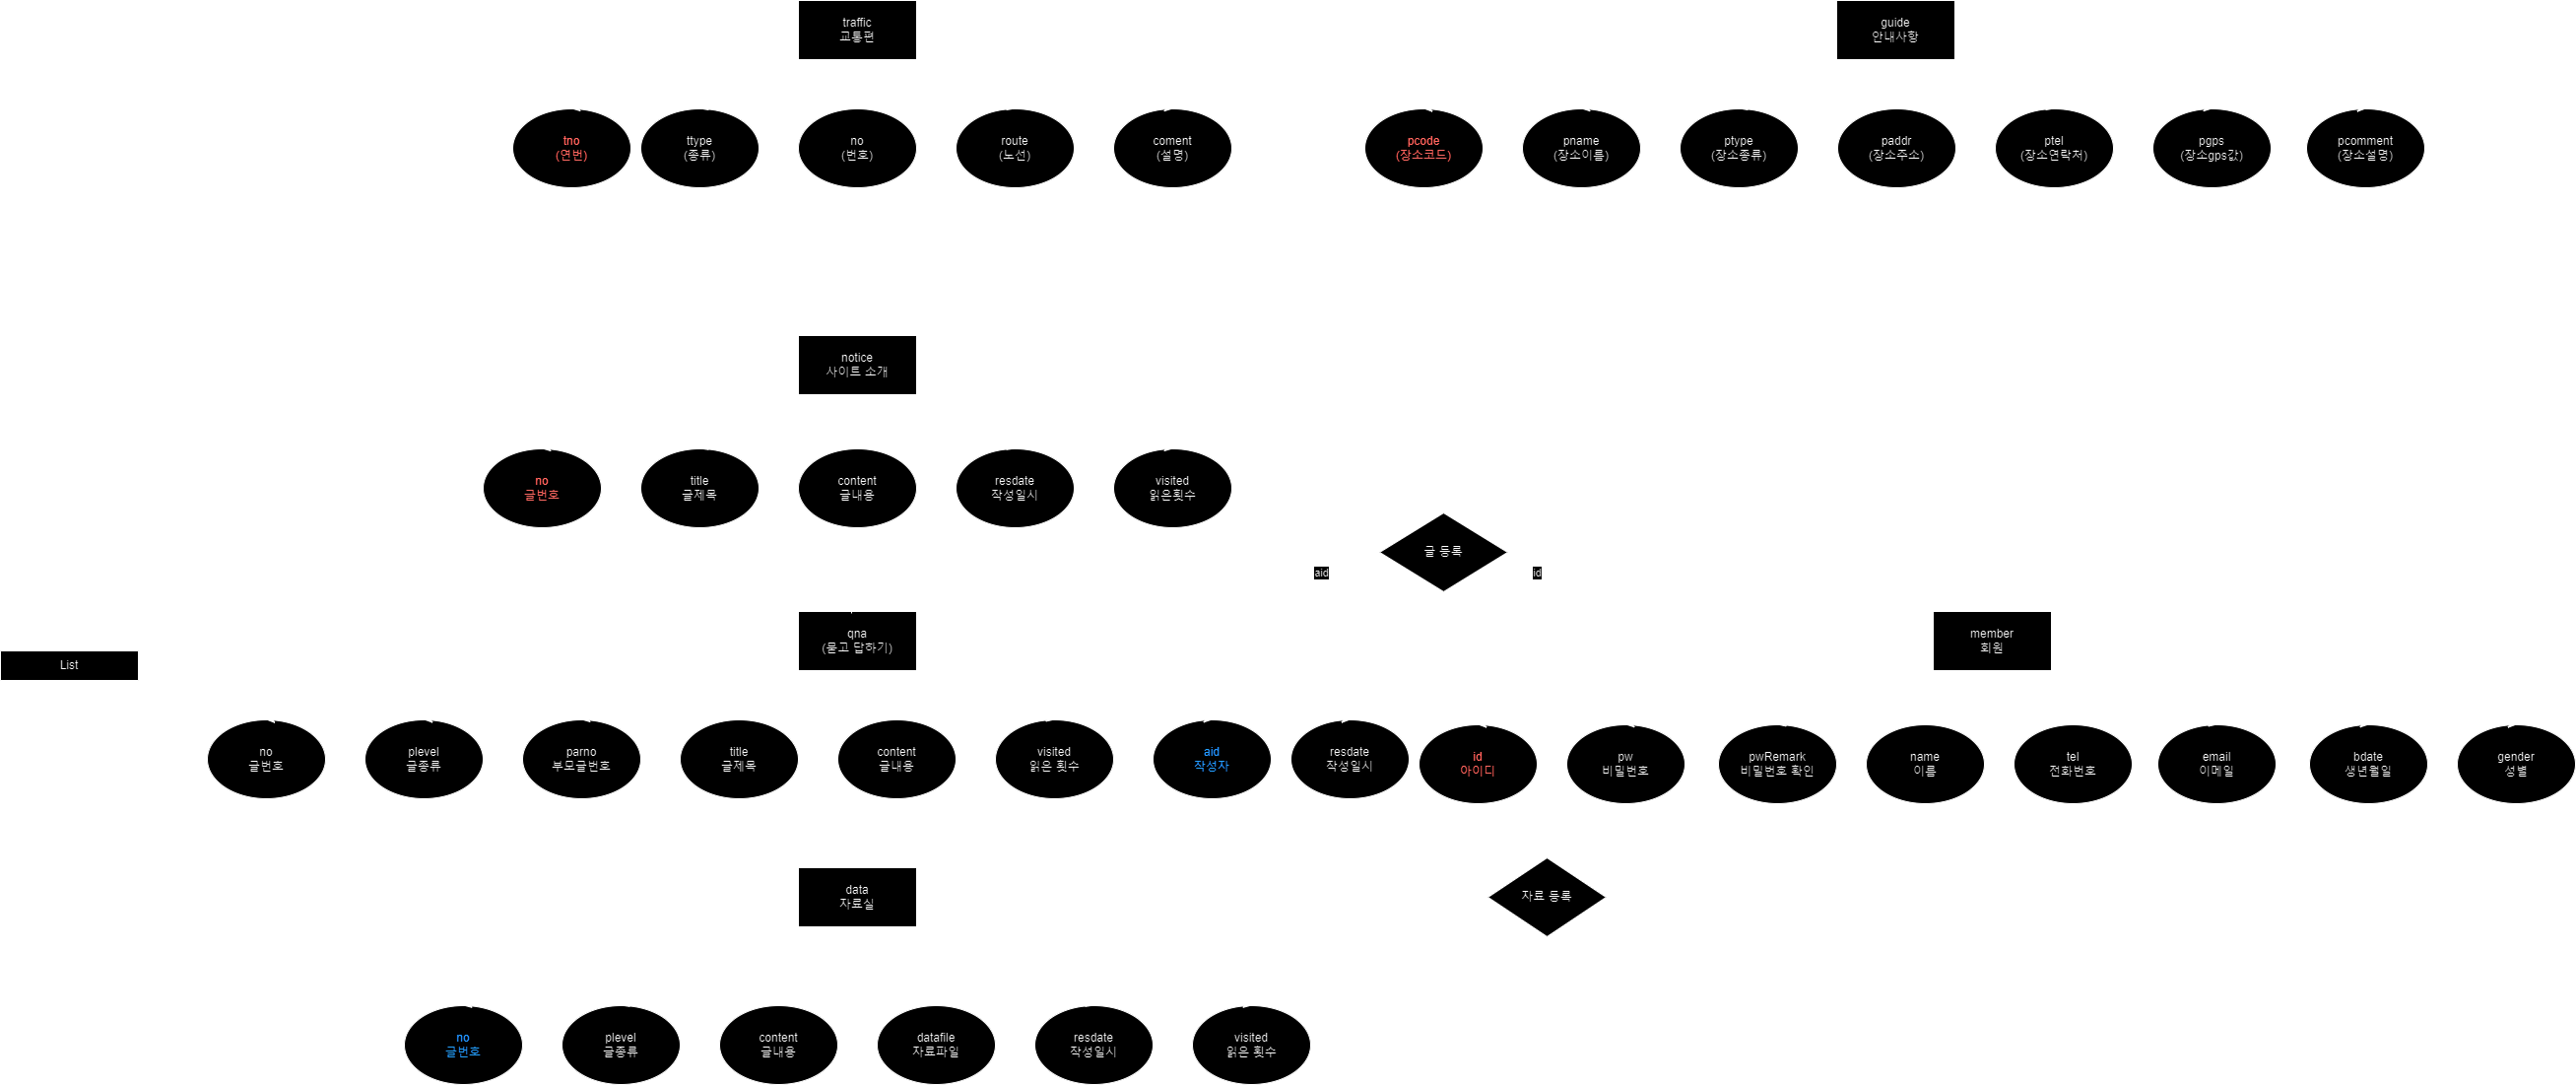 traffic
교통편
guide
안내사항
tno
(연번)
ttype
(종류)
no
(번호)
route
(노선)
coment
(설명)
pcode
(장소코드)
pname
(장소이름)
ptype
(장소종류)
paddr
(장소주소)
ptel
(장소연락처)
pgps
(장소gps값)
pcomment
(장소설명)
notice
사이트 소개
no
글번호
title
글제목
content
글내용
resdate
작성일시
visited
읽은횟수
글 등록
aid
id
qna
(묻고 답하기)
member
회원
List
no
글번호
plevel
글종류
parno
부모글번호
title
글제목
content
글내용
visited
읽은 횟수
aid
작성자
resdate
작성일시
id
아이디
pw
비밀번호
pwRemark
비밀번호 확인
name
이름
tel
전화번호
email
이메일
bdate
생년월일
gender
성별
data
자료실
자료 등록
no
글번호
plevel
글종류
content
글내용
datafile
자료파일
resdate
작성일시
visited
읽은 횟수